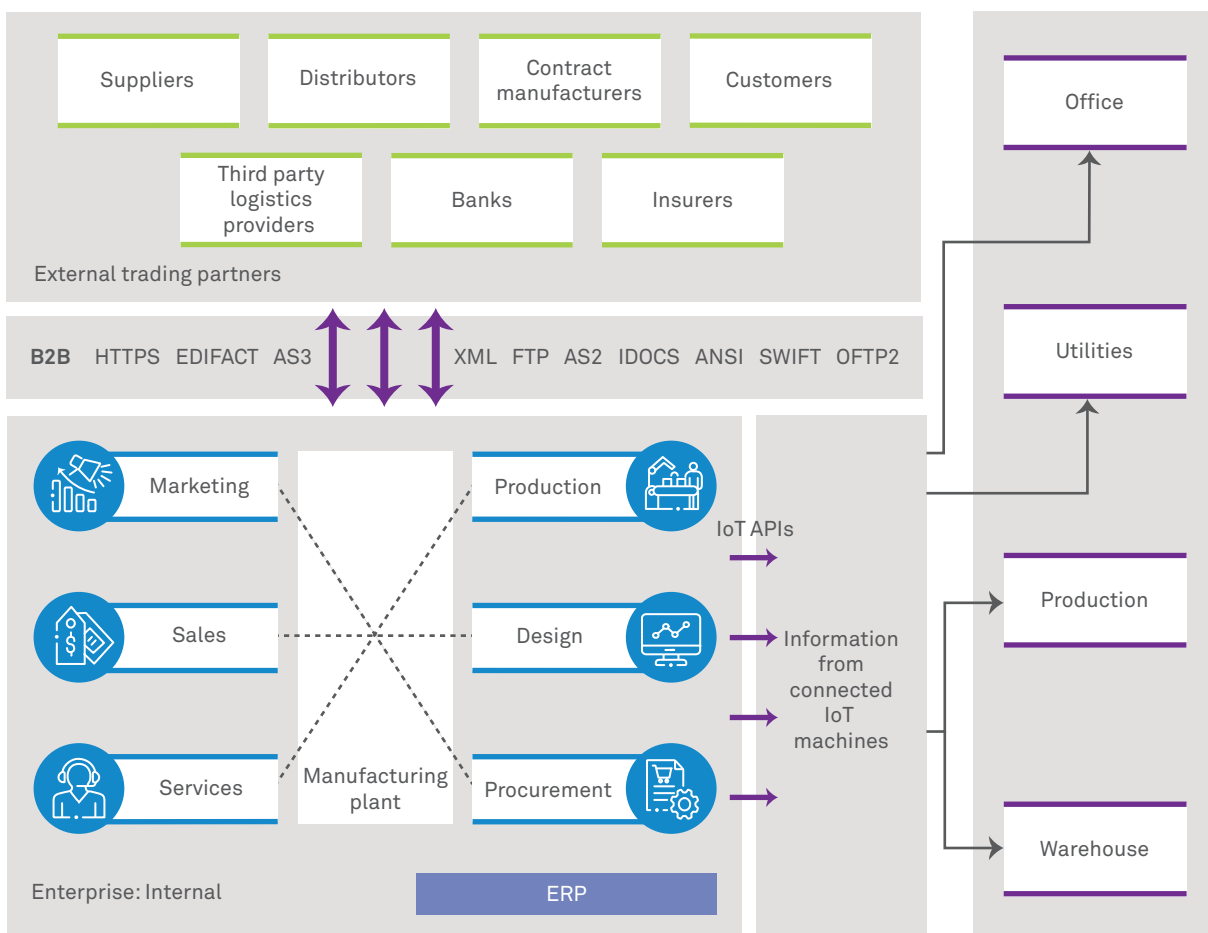 Suppliers
Distributors
Contract
manufacturers
Customers
Third party
logistics
providers
Banks
Insurers
External trading partners
B2B HTTPS EDIFACT AS3 XML FTP AS2 IDOCS ANSI SWIFT OFTP2
Marketing
Production
Sales
Design
Services
Manufacturing
plant
Procurement
Enterprise: Internal
ERP
IoT APIs
Information
from
connected
IoT
machines
Office
Utilities
Production
Warehouse